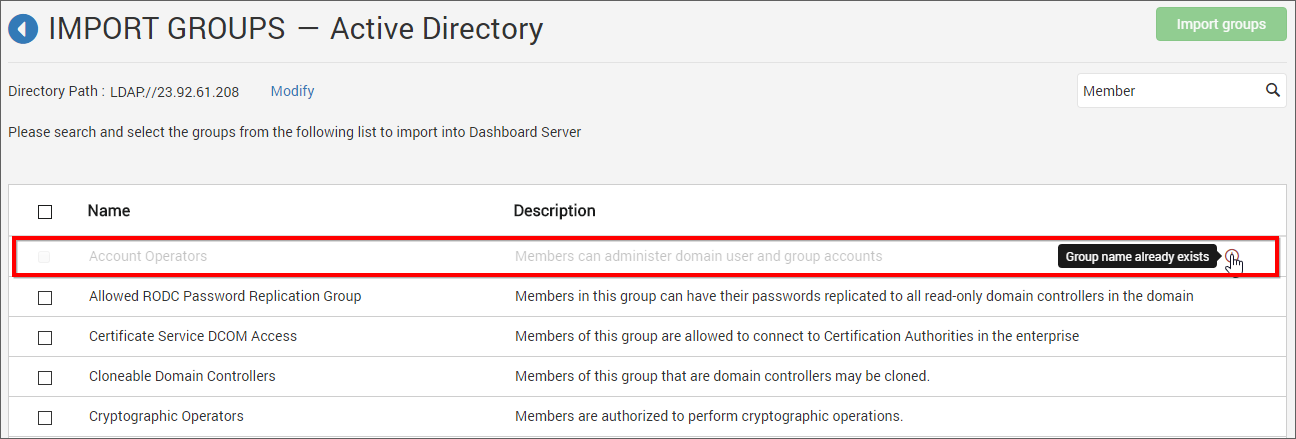 IMPORT GROUPS — Active Directory
Import groups
Directory Path : LDAP://23.92.61.208 Modify
Member
Please search and select the groups from the following list to import into Dashboard Server
Name Description
Account Operators Members can administer domain user and group accounts Group name already exists
Allowed RODC Password Replication Group Members in this group can have their passwords replicated to all read-only domain controllers in the domain
Certificate Service DCOM Access Members of this group are allowed to connect to Certification Authorities in the enterprise
Cloneable Domain Controllers Members of this group that are domain controllers may be cloned.
Cryptographic Operators Members are authorized to perform cryptographic operations.